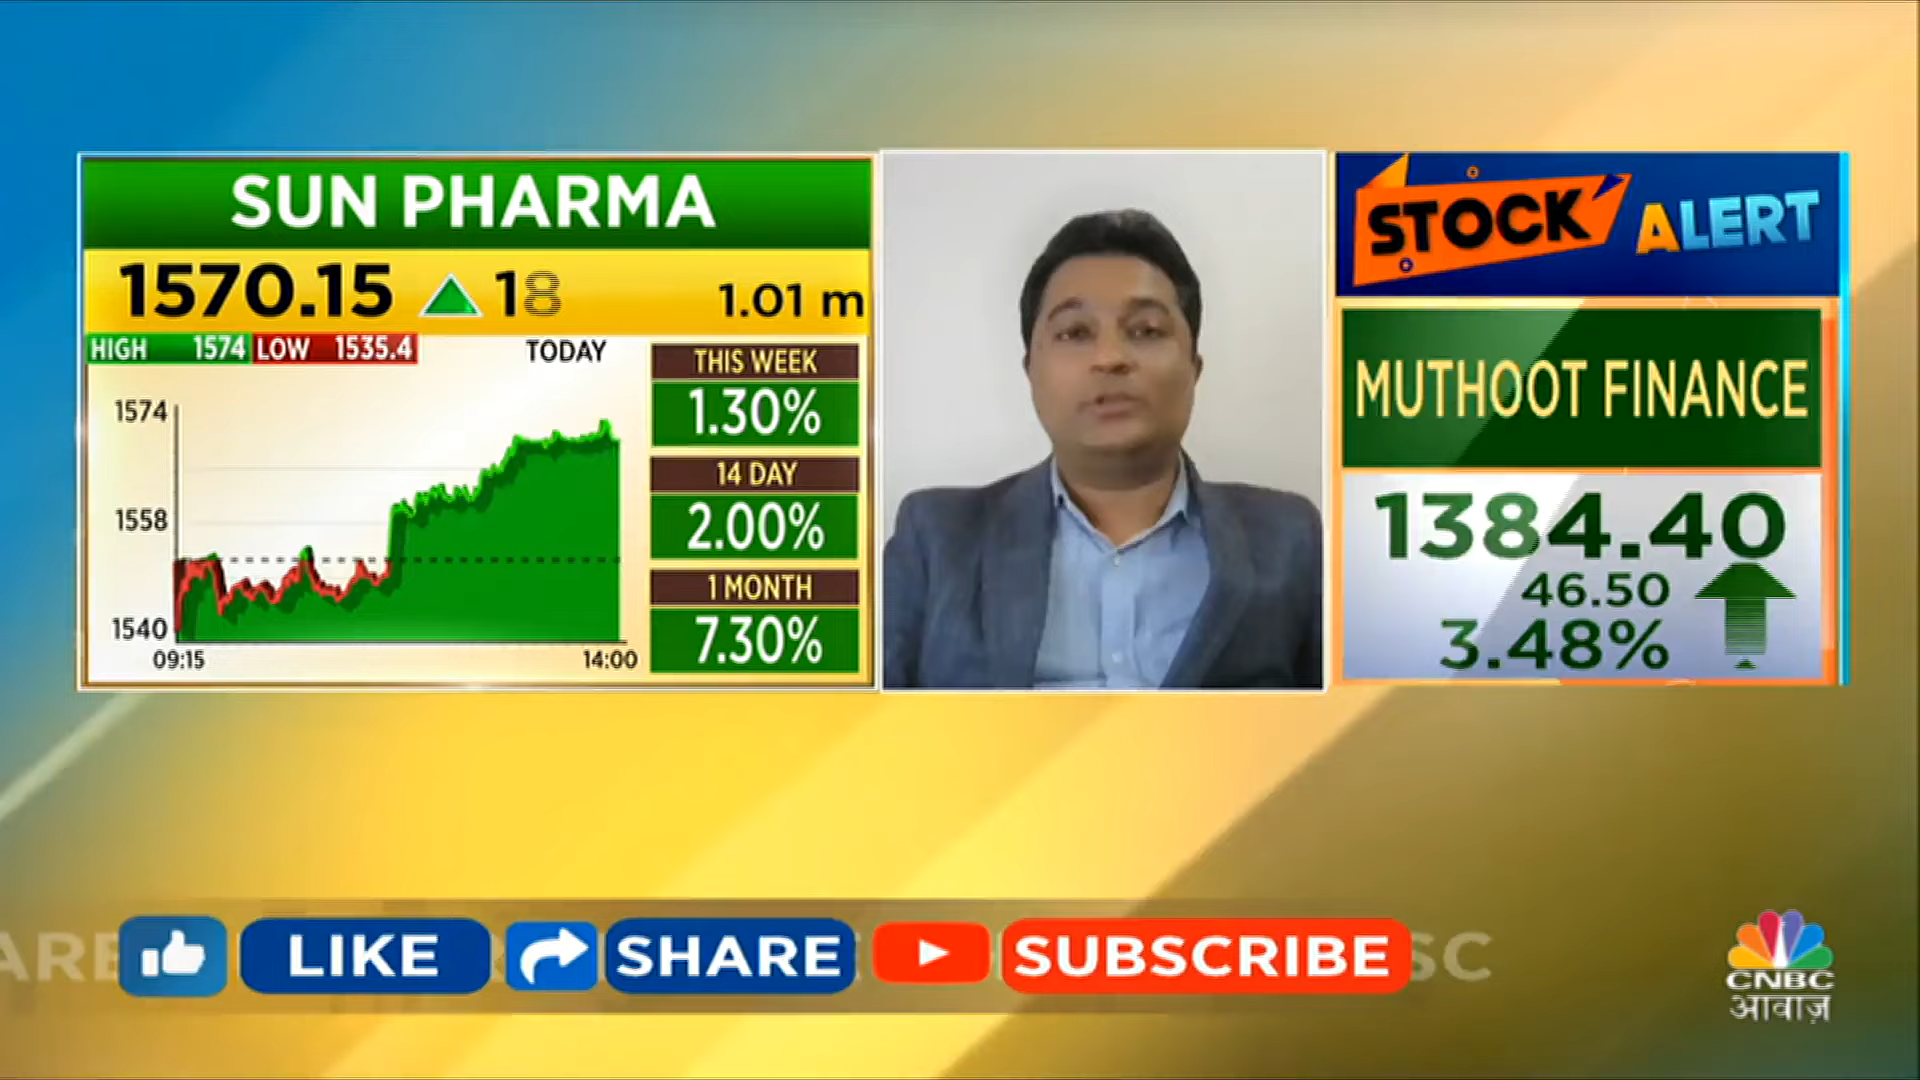 SUN PHARMA
1570.15 ▲ 18 1.01 m
HIGH 1574 LOW 1535.4
TODAY
1574
1558
1540
09:15 14:00
THIS WEEK
1.30%
14 DAY
2.00%
1 MONTH
7.30%
STOCK ALERT
MUTHOOT FINANCE
1384.40
46.50
3.48%
LIKE SHARE SUBSCRIBE
CNBC
आवाज़